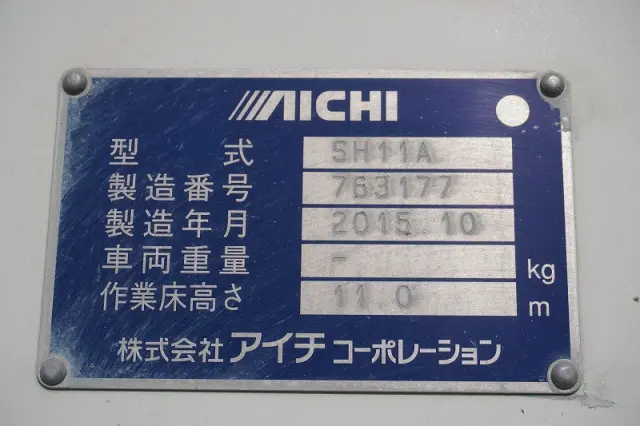 AICHI
型式 SH11A
製造番号 763177
製造年月 2015.10
車両重量 - kg
作業床高さ 11.0 m
株式会社 アイチ コーポレーション